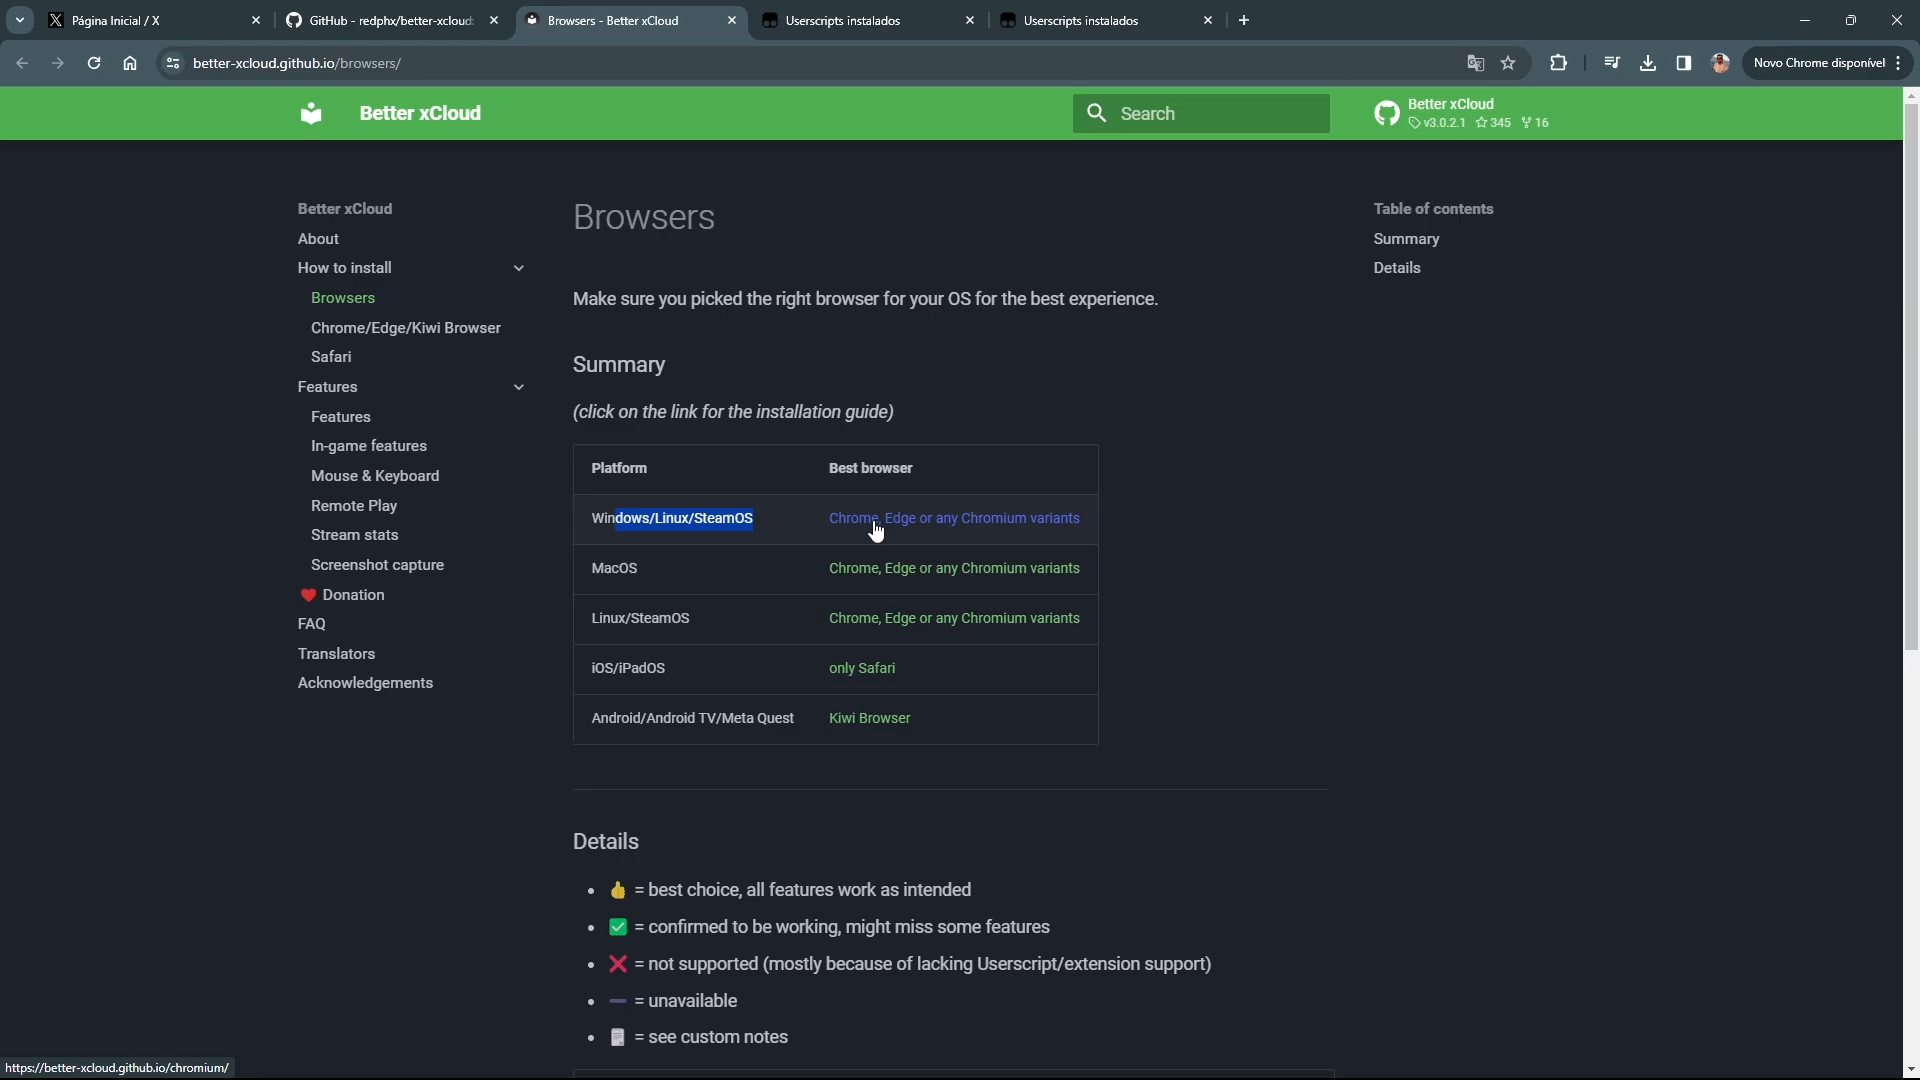 Página Inicial / X
GitHub - redphx/better-xcloud:
Browsers - Better xCloud
Userscripts instalados
Userscripts instalados
better-xcloud.github.io/browsers/
Novo Chrome disponível
Better xCloud
Search
Better xCloud
v3.0.2.1 345 16
Better xCloud
About
How to install
Browsers
Chrome/Edge/Kiwi Browser
Safari
Features
Features
In-game features
Mouse & Keyboard
Remote Play
Stream stats
Screenshot capture
❤️ Donation
FAQ
Translators
Acknowledgements
Browsers
Make sure you picked the right browser for your OS for the best experience.
Summary
(click on the link for the installation guide)
Platform Best browser
Windows/Linux/SteamOS Chrome, Edge or any Chromium variants
MacOS Chrome, Edge or any Chromium variants
Linux/SteamOS Chrome, Edge or any Chromium variants
iOS/iPadOS only Safari
Android/Android TV/Meta Quest Kiwi Browser
Details
• 👍 = best choice, all features work as intended
• ✅ = confirmed to be working, might miss some features
• ❌ = not supported (mostly because of lacking Userscript/extension support)
• ➖ = unavailable
• 🗒️ = see custom notes
Table of contents
Summary
Details
https://better-xcloud.github.io/chromium/